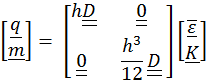 [q̲ / m̲̲] = [hD̲̲  0̲̲ ; 0̲̲  h³/12 D̲̲] [ε̲̅ / K̲̲]